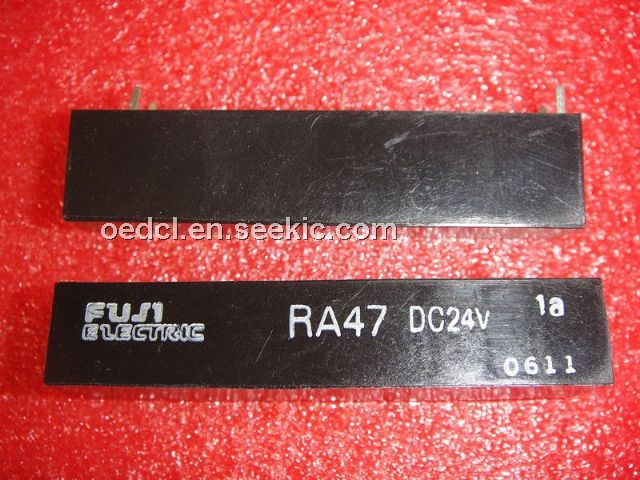 oedcl.en.seekic.com
FUJI
ELECTRIC
RA47 DC24V 1a
0611